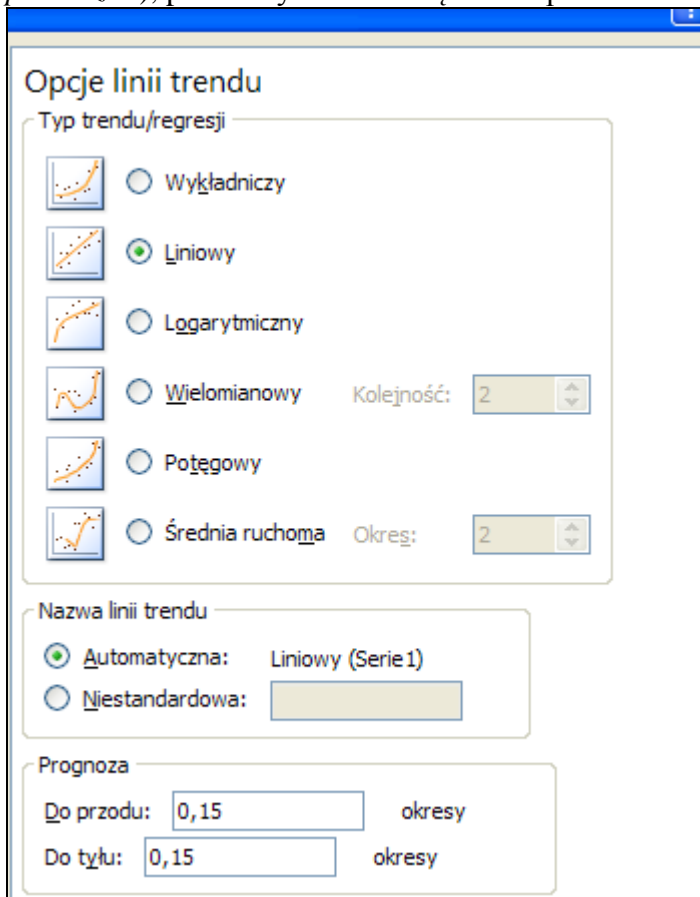 Opcje linii trendu
Typ trendu/regresji
Wykładniczy
Liniowy
Logarytmiczny
Wielomianowy Kolejność: 2
Potęgowy
Średnia ruchoma Okres: 2
Nazwa linii trendu
Automatyczna: Liniowy (Serie1)
Niestandardowa:
Prognoza
Do przodu: 0,15 okresy
Do tyłu: 0,15 okresy